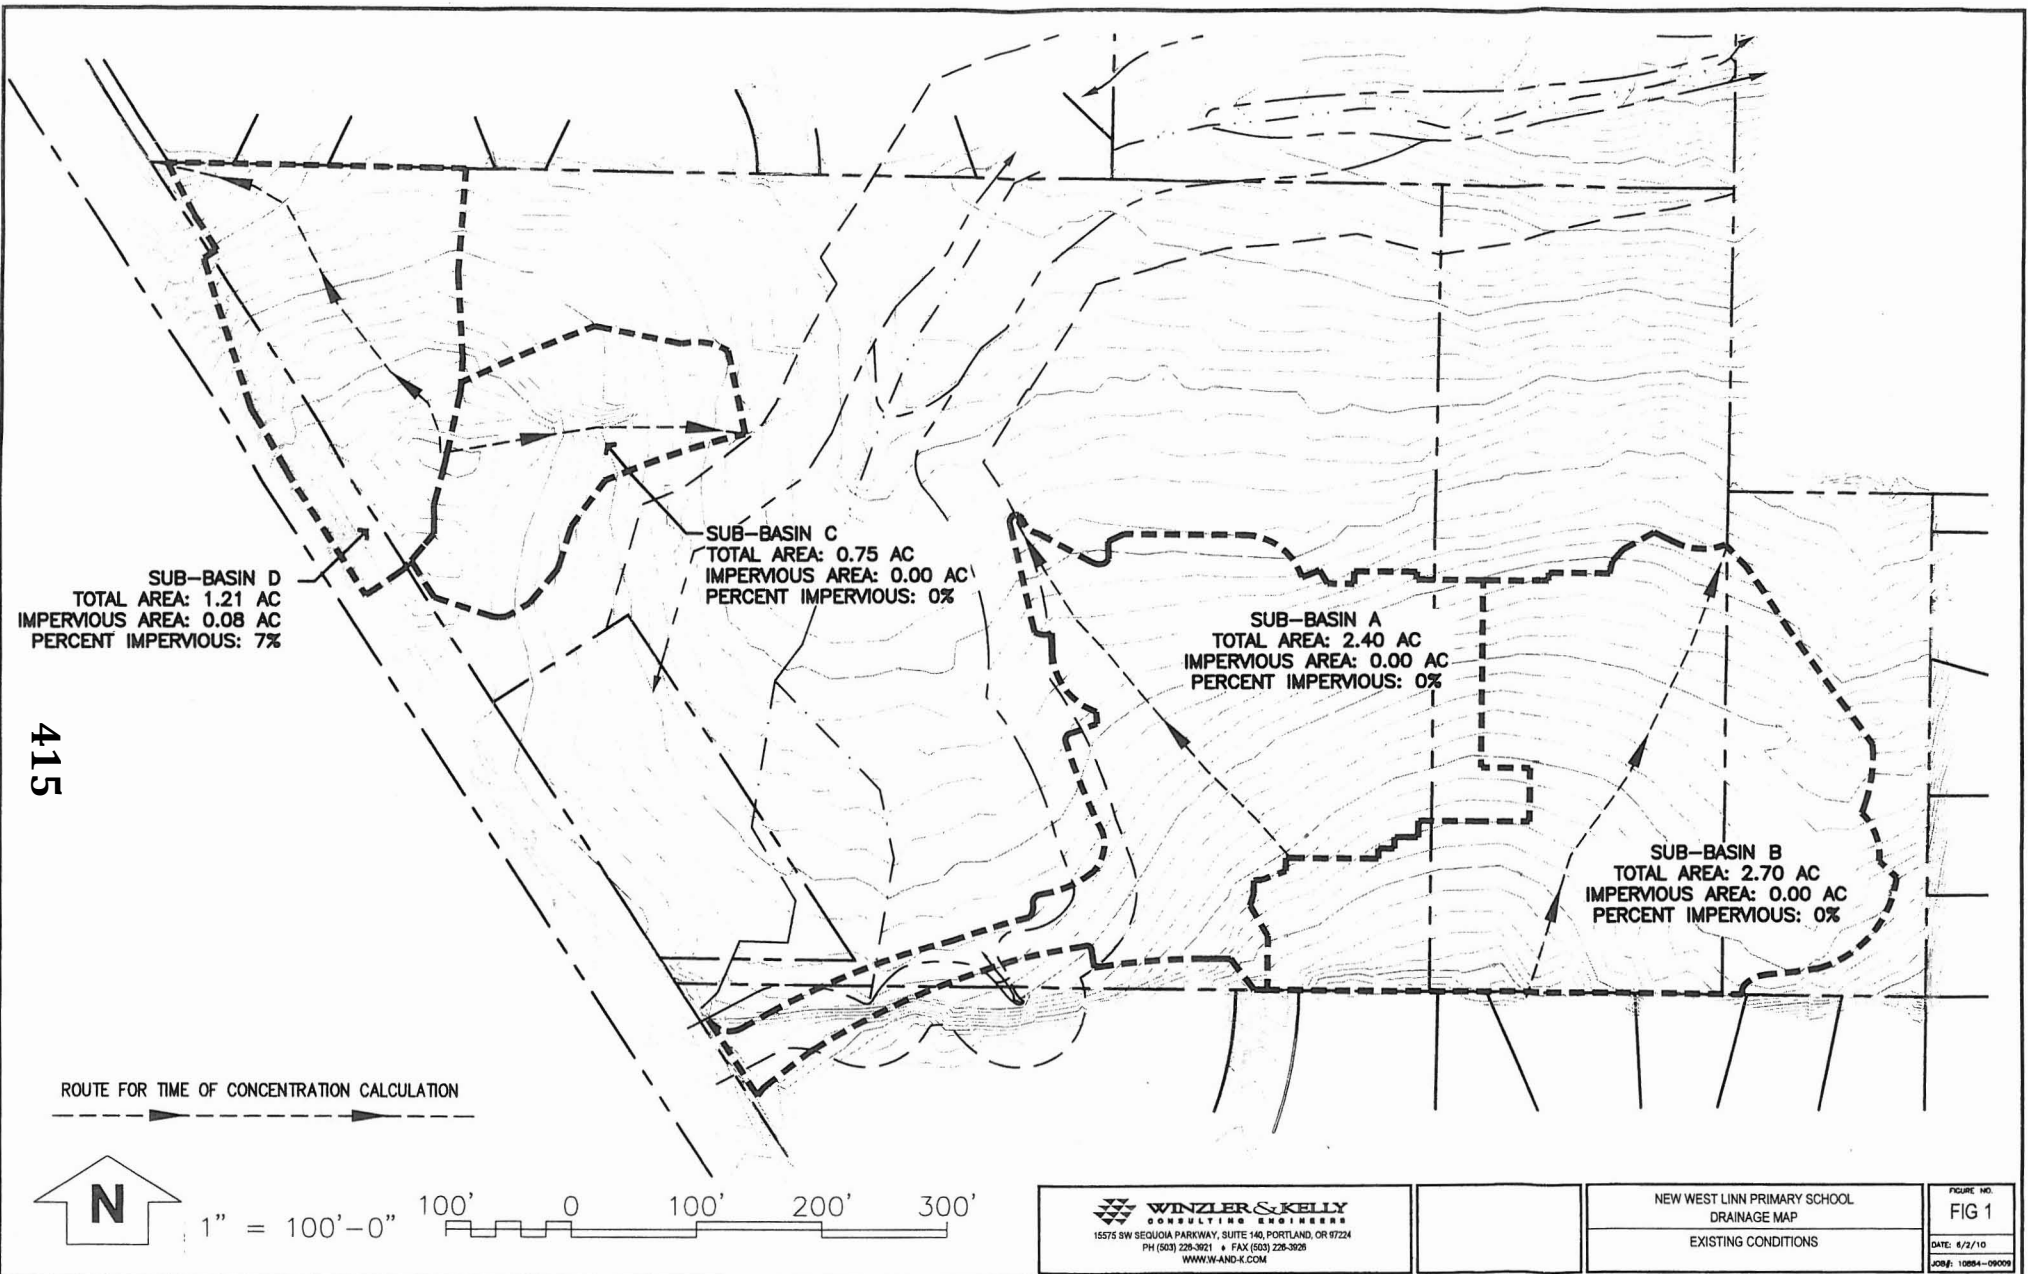 SUB-BASIN C
TOTAL AREA: 0.75 AC
IMPERVIOUS AREA: 0.00 AC
PERCENT IMPERVIOUS: 0%
SUB-BASIN D
TOTAL AREA: 1.21 AC
IMPERVIOUS AREA: 0.08 AC
PERCENT IMPERVIOUS: 7%
SUB-BASIN A
TOTAL AREA: 2.40 AC
IMPERVIOUS AREA: 0.00 AC
PERCENT IMPERVIOUS: 0%
415
SUB-BASIN B
TOTAL AREA: 2.70 AC
IMPERVIOUS AREA: 0.00 AC
PERCENT IMPERVIOUS: 0%
ROUTE FOR TIME OF CONCENTRATION CALCULATION
N
1" = 100'-0"
100' 0 100' 200' 300'
WINZLER & KELLY
CONSULTING ENGINEERS
15575 SW SEQUOIA PARKWAY, SUITE 140, PORTLAND, OR 97224
PH (503) 226-3921 ♦ FAX (503) 226-3926
WWW.W-AND-K.COM
NEW WEST LINN PRIMARY SCHOOL
DRAINAGE MAP
EXISTING CONDITIONS
FIGURE NO.
FIG 1
DATE: 6/2/10
JOB#: 10884-09009